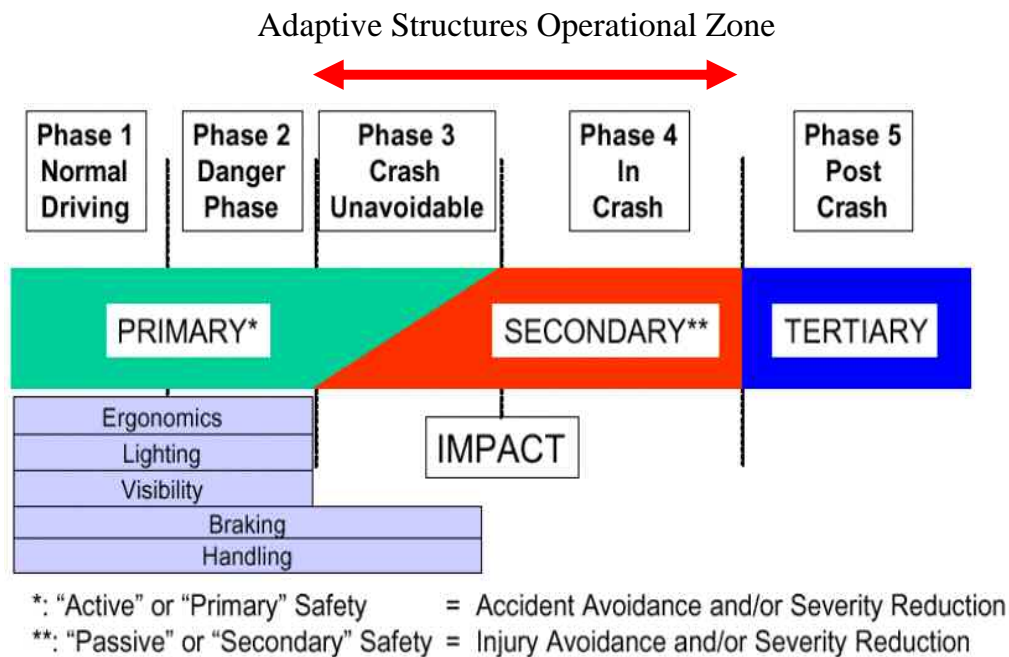 Adaptive Structures Operational Zone
Phase 1
Normal
Driving
Phase 2
Danger
Phase
Phase 3
Crash
Unavoidable
Phase 4
In
Crash
Phase 5
Post
Crash
PRIMARY*
SECONDARY**
TERTIARY
Ergonomics
Lighting
Visibility
Braking
Handling
IMPACT
*: “Active” or “Primary” Safety = Accident Avoidance and/or Severity Reduction
**: “Passive” or “Secondary” Safety = Injury Avoidance and/or Severity Reduction